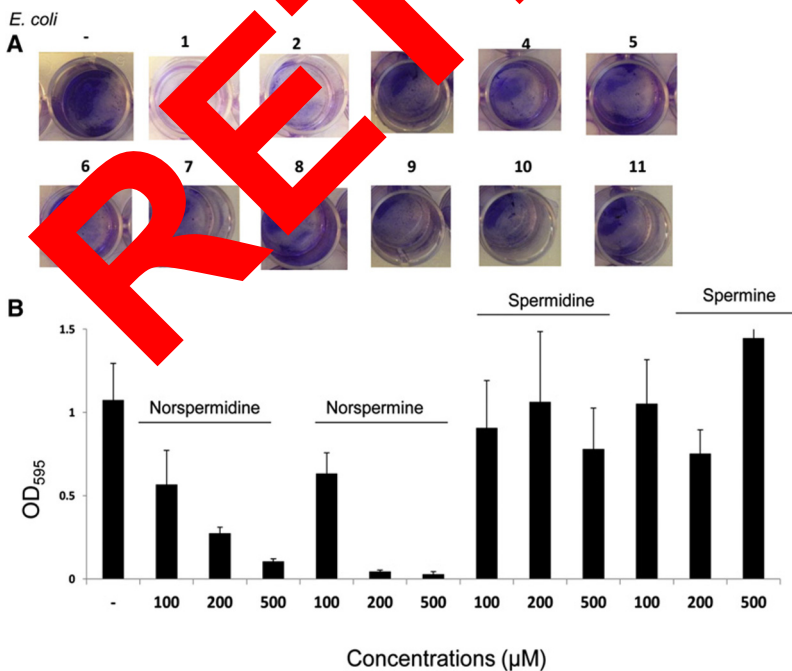 E. coli
A
- 1 2 4 5
6 7 8 9 10 11
RET
B
Spermidine Spermine
Norspermidine Norspermine
1.5
1
0.5
0
OD595
- 100 200 500 100 200 500 100 200 500 100 200 500
Concentrations (µM)